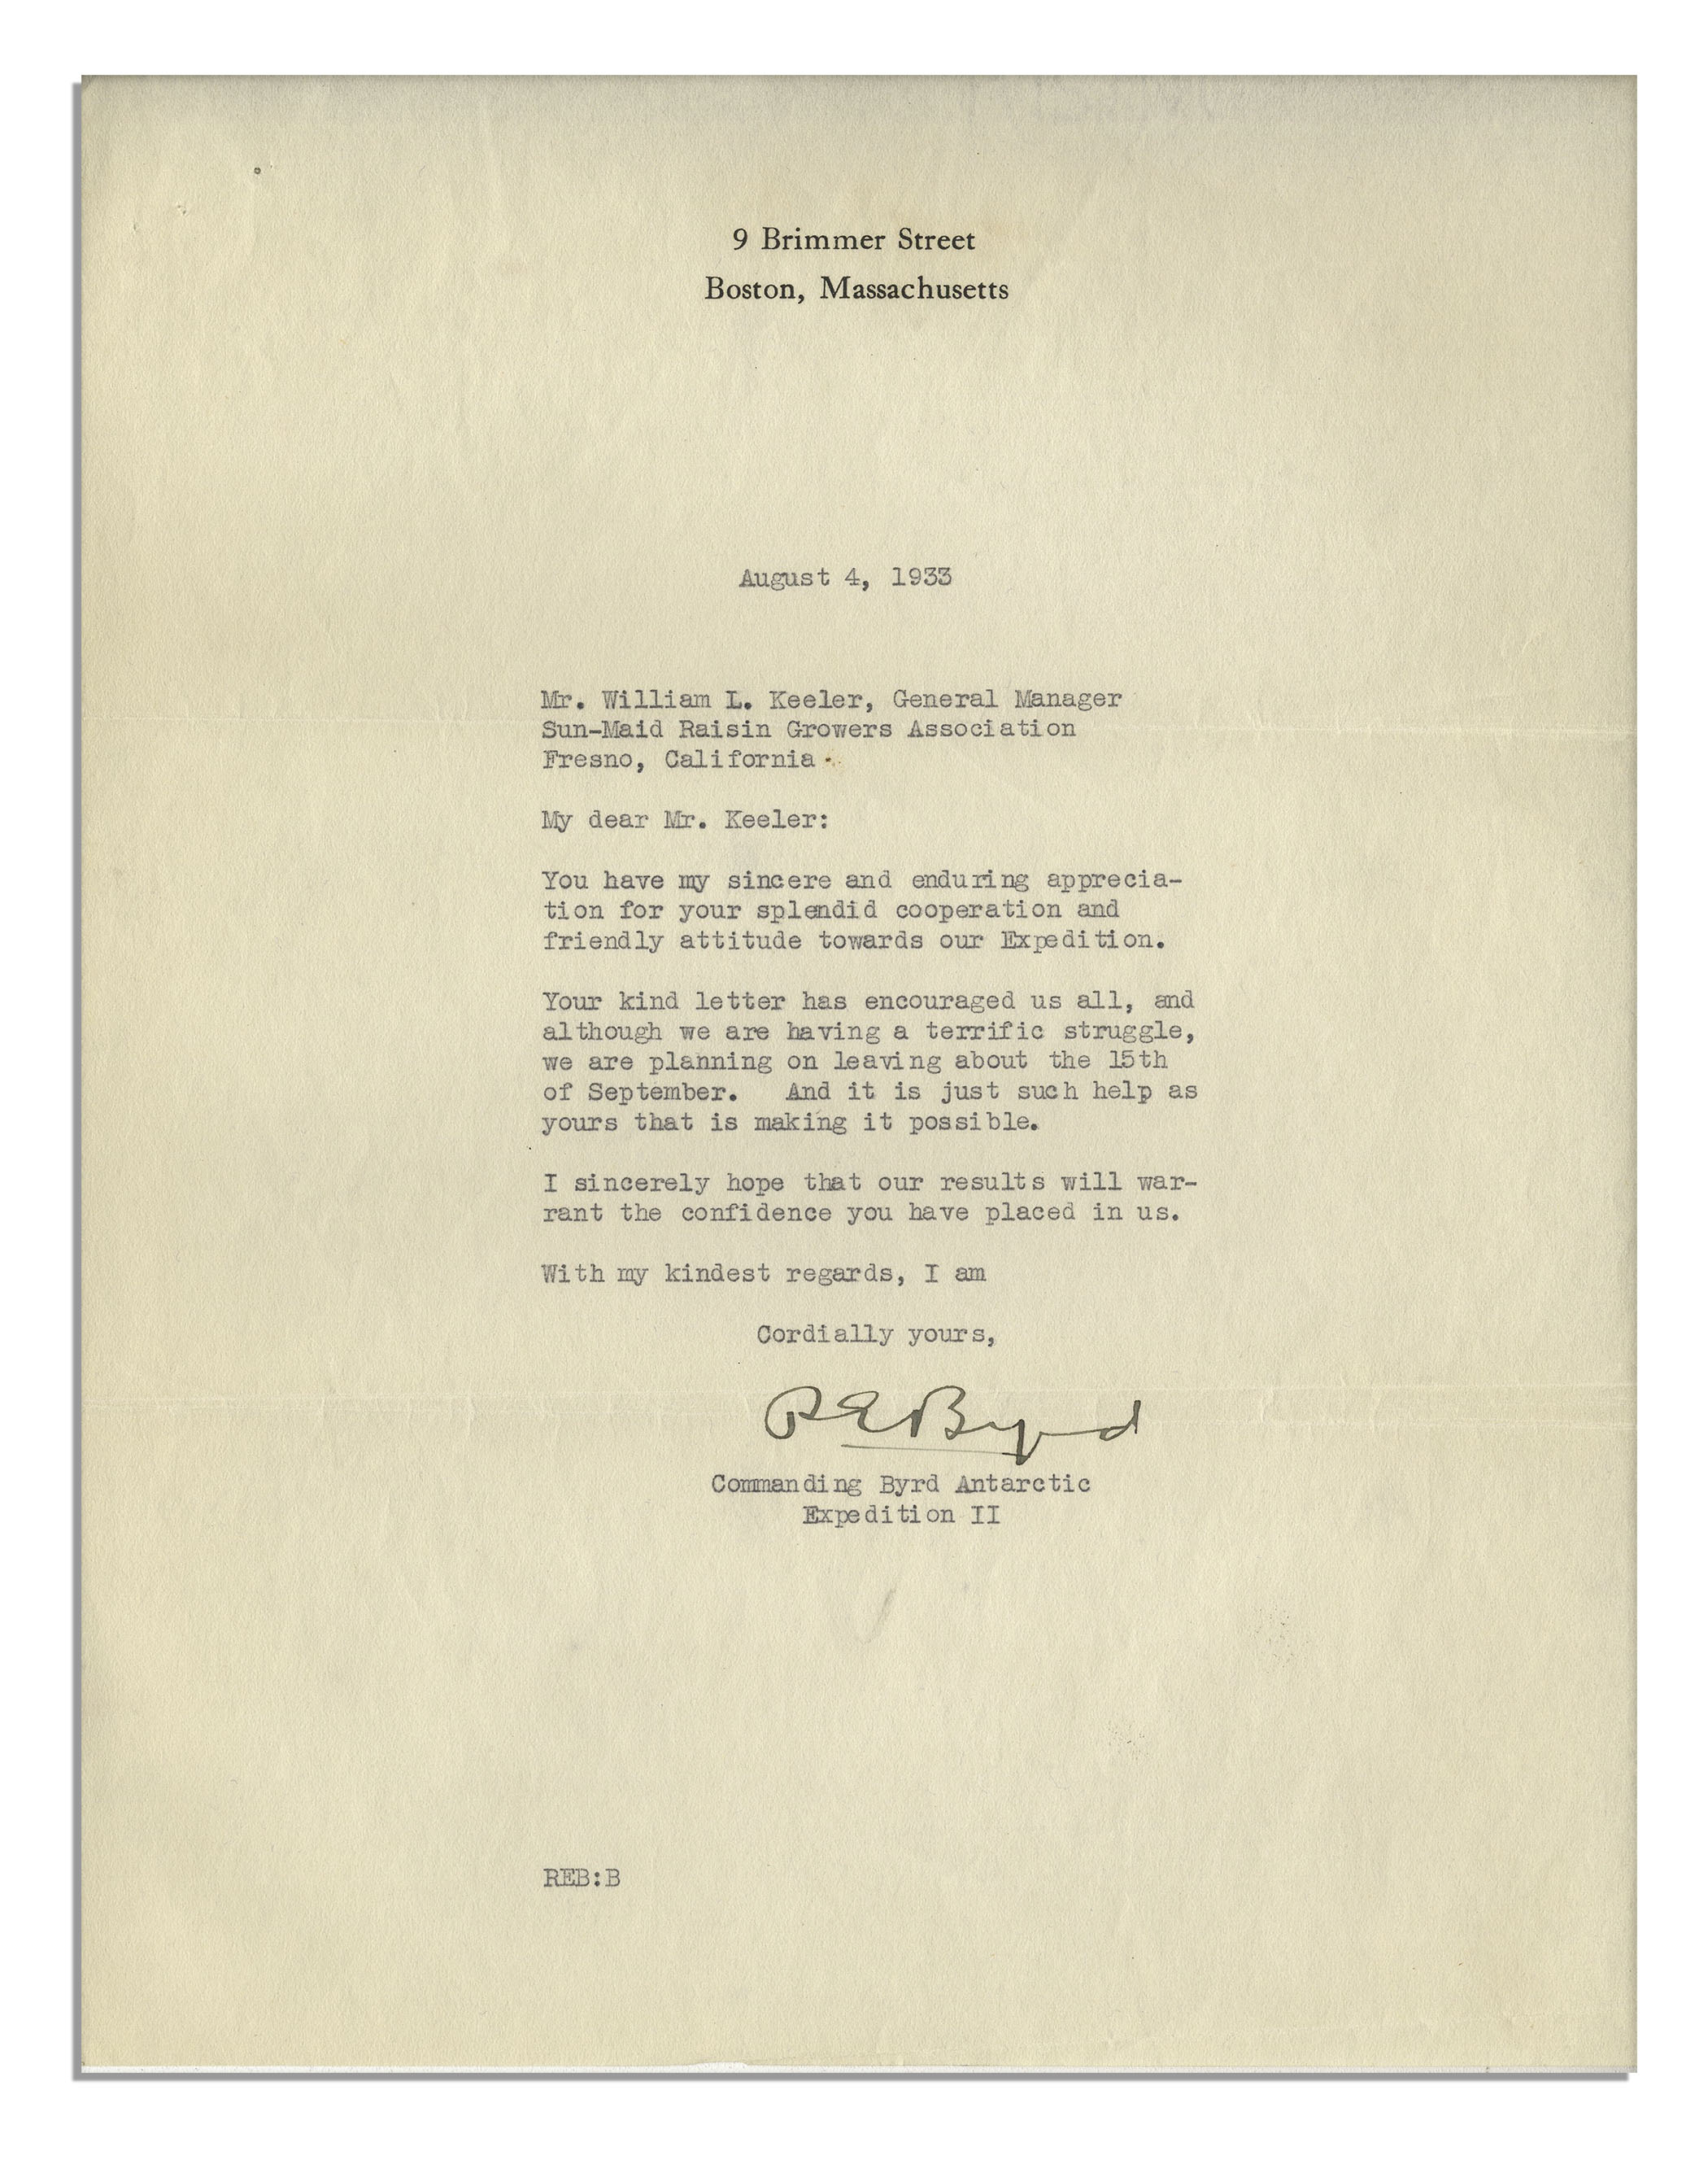 9 Brimmer Street
Boston, Massachusetts
August 4, 1933
Mr. William L. Keeler, General Manager
Sun-Maid Raisin Growers Association
Fresno, California
My dear Mr. Keeler:
You have my sincere and enduring apprecia-
tion for your splendid cooperation and
friendly attitude towards our Expedition.
Your kind letter has encouraged us all, and
although we are having a terrific struggle,
we are planning on leaving about the 15th
of September.  And it is just such help as
yours that is making it possible.
I sincerely hope that our results will war-
rant the confidence you have placed in us.
With my kindest regards, I am
Cordially yours,
R E Byrd
Commanding Byrd Antarctic
Expedition II
REB:B